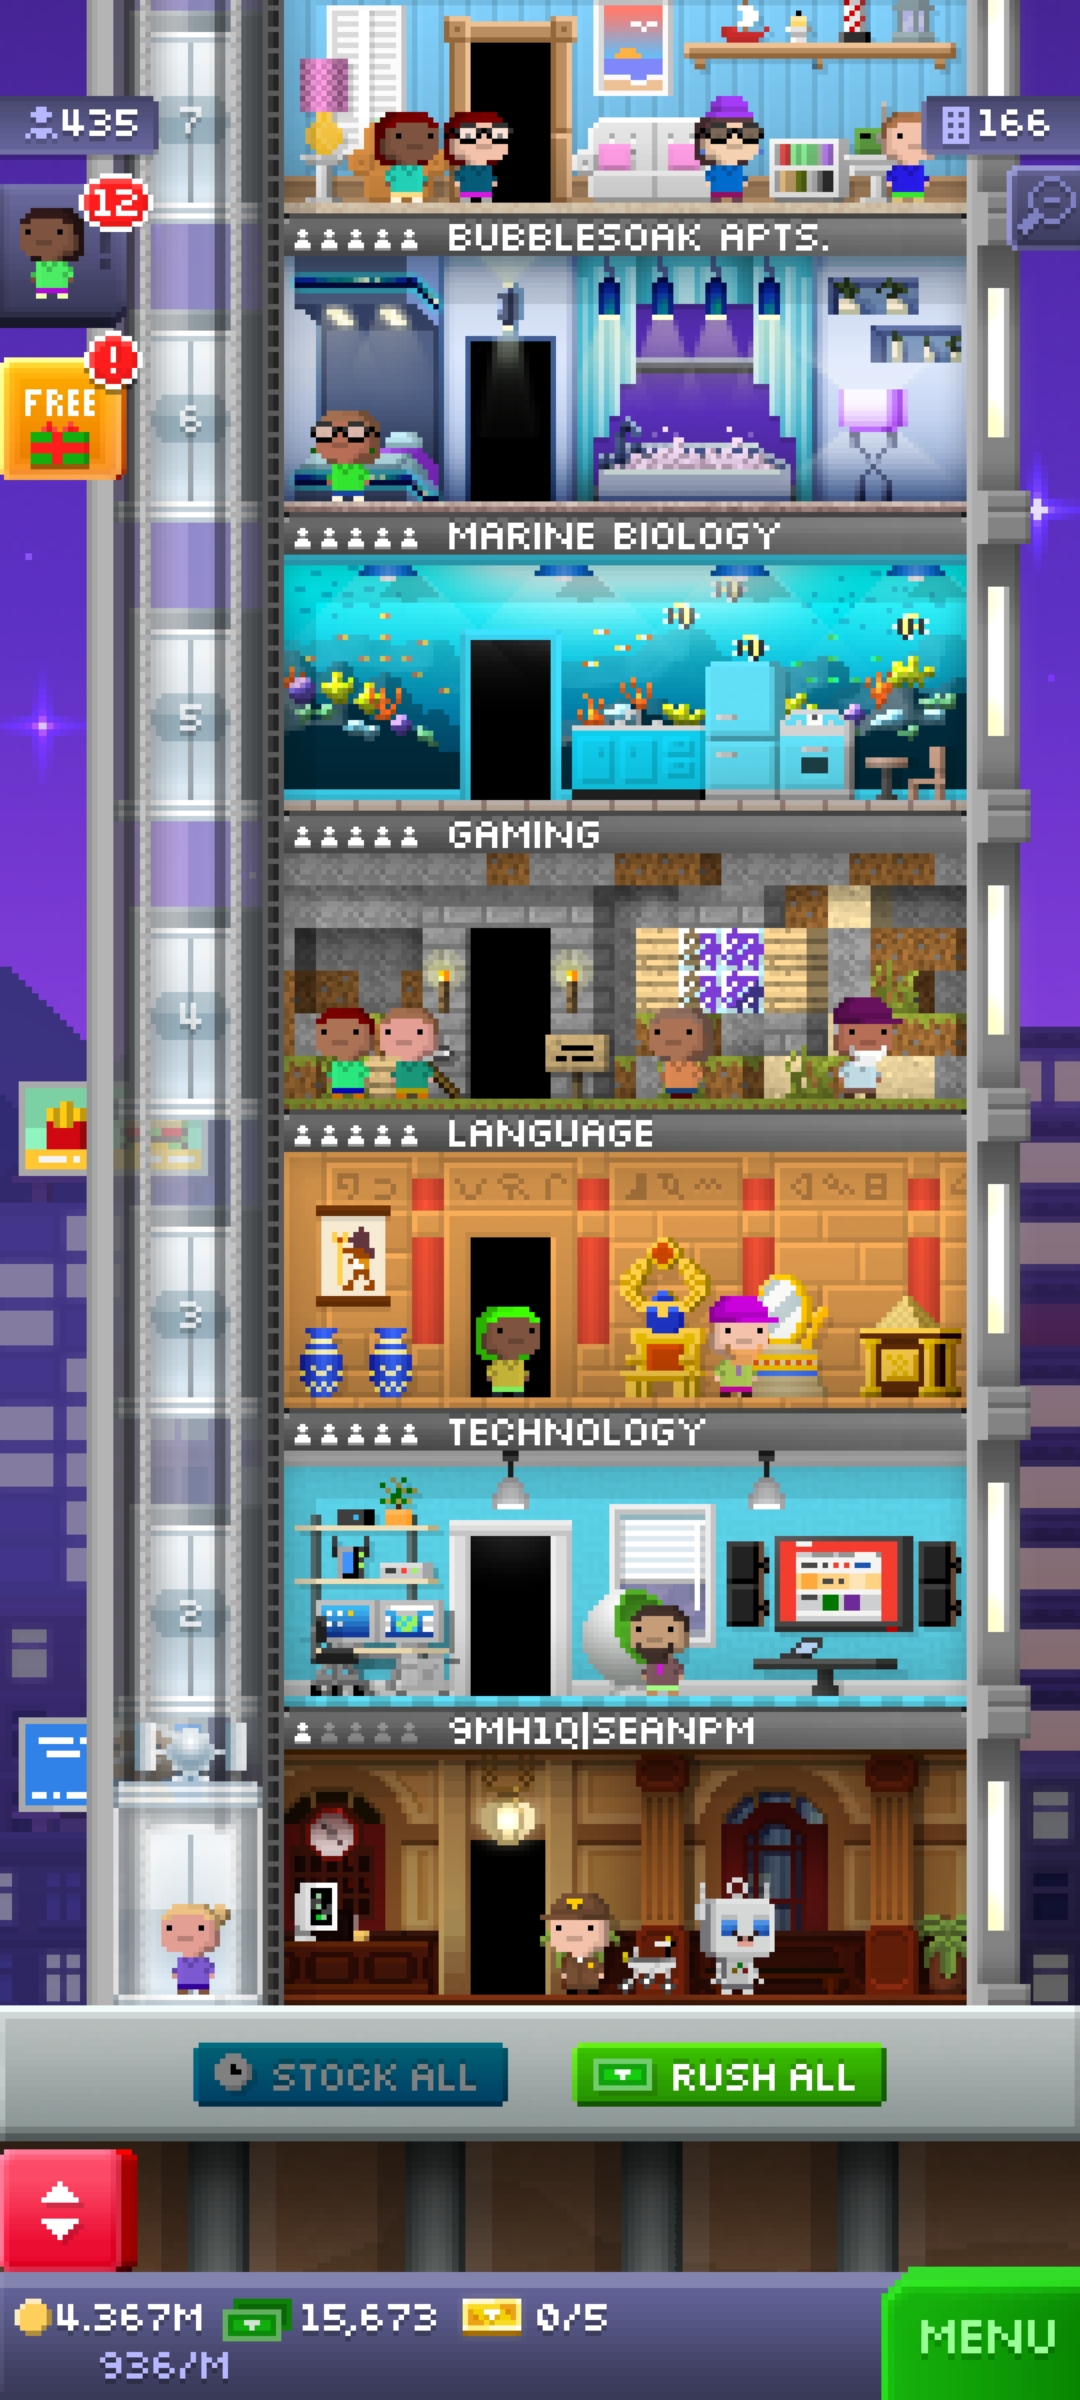 7
435
166
12
BUBBLESOAK APTS.
!
FREE
6
MARINE BIOLOGY
5
GAMING
4
LANGUAGE
3
TECHNOLOGY
2
9MH1Q|SEANPM
1
STOCK ALL
RUSH ALL
4.367M
15,673
0/5
936/M
MENU